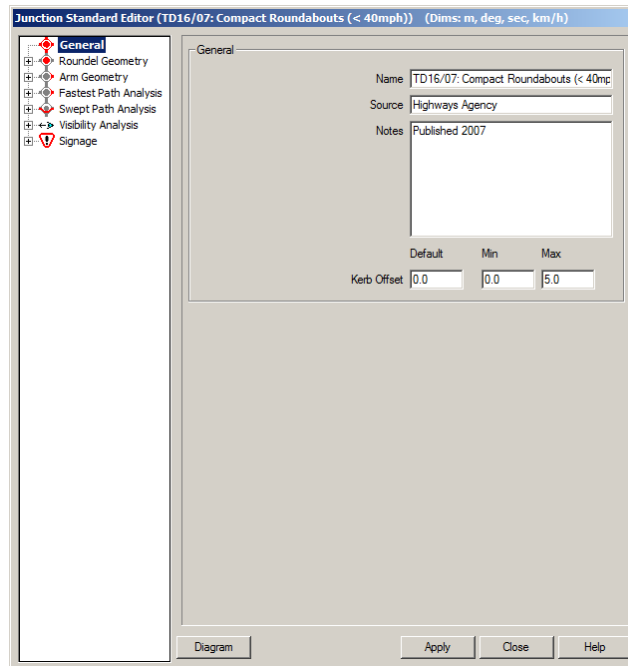 Junction Standard Editor (TD16/07: Compact Roundabouts (< 40mph))   (Dims: m, deg, sec, km/h)
General
Roundel Geometry
Arm Geometry
Fastest Path Analysis
Swept Path Analysis
Visibility Analysis
Signage
General
Name TD16/07: Compact Roundabouts (< 40mp
Source Highways Agency
Notes Published 2007
Default Min Max
Kerb Offset 0.0 0.0 5.0
Diagram Apply Close Help